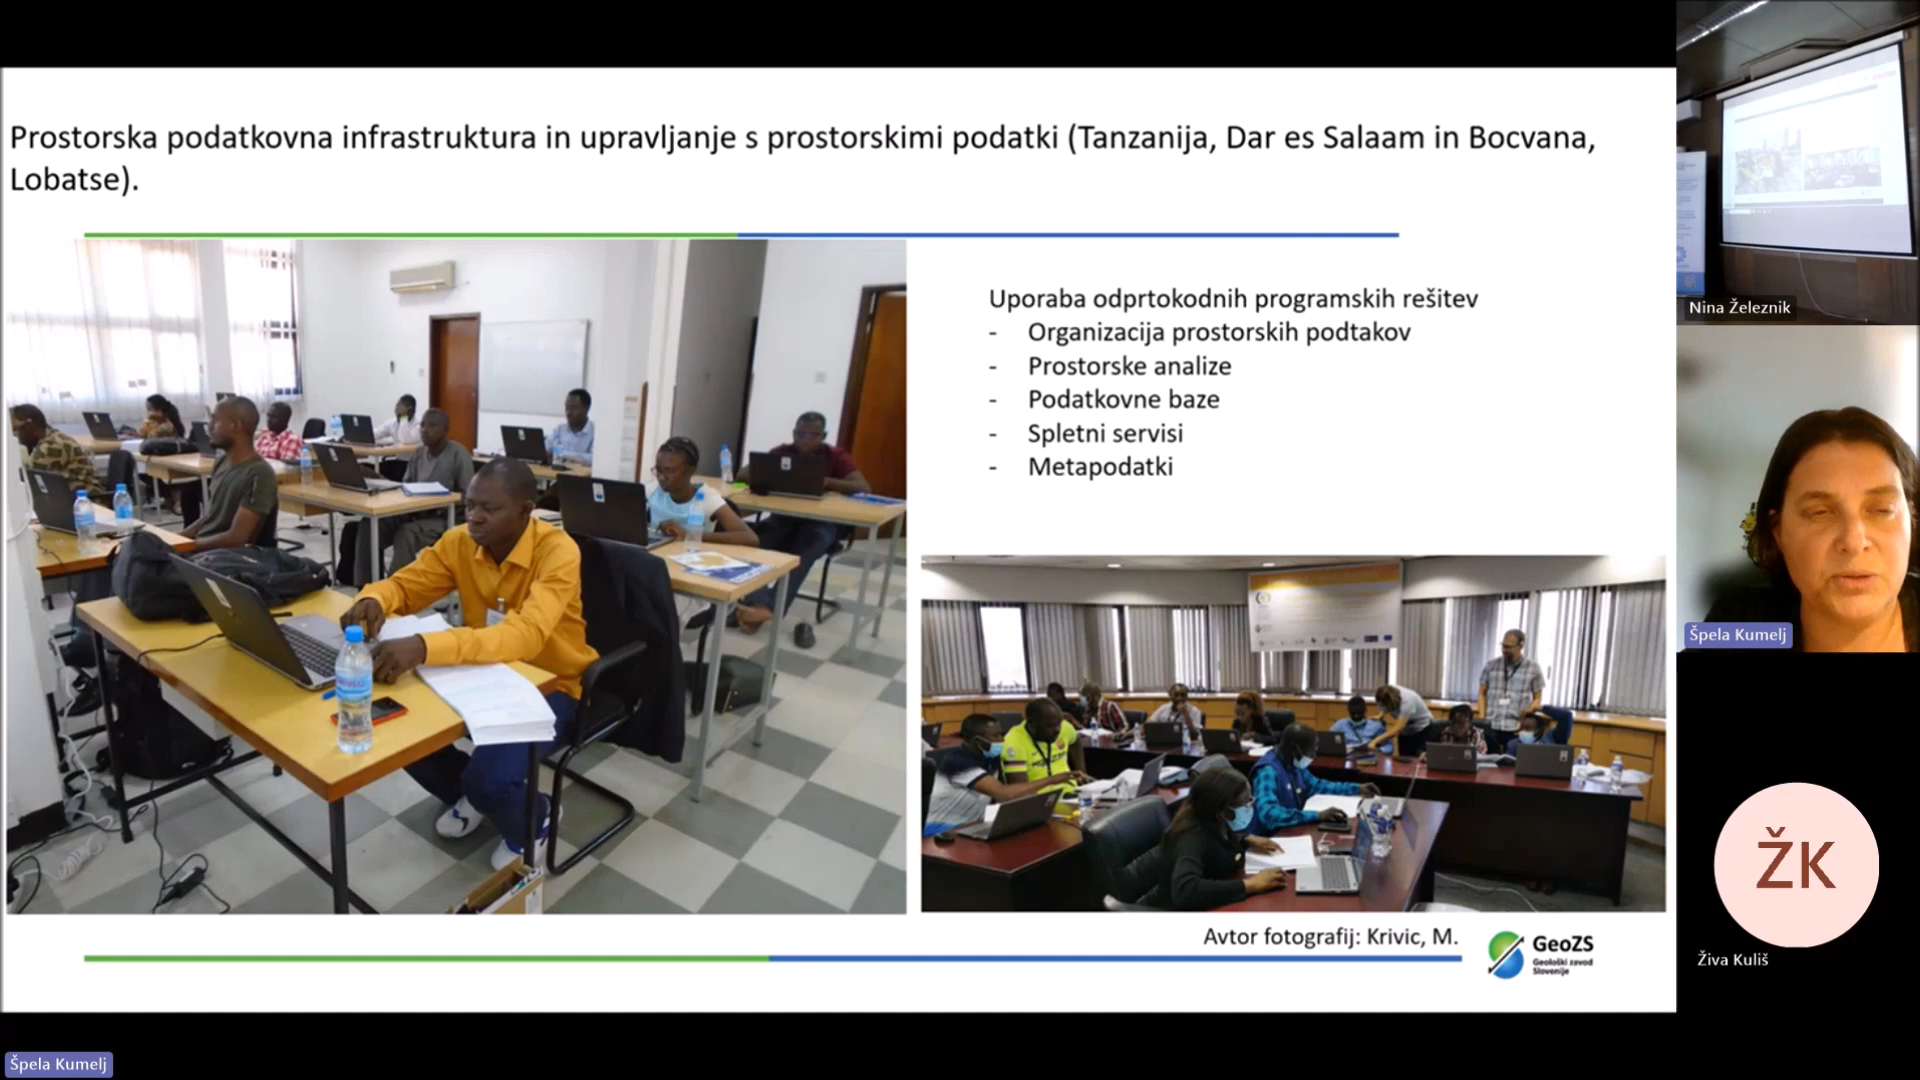 Prostorska podatkovna infrastruktura in upravljanje s prostorskimi podatki (Tanzanija, Dar es Salaam in Bocvana,
Lobatse).
Uporaba odprtokodnih programskih rešitev
- Organizacija prostorskih podtakov
- Prostorske analize
- Podatkovne baze
- Spletni servisi
- Metapodatki
Avtor fotografij: Krivic, M.
GeoZS
Geološki zavod
Slovenije
Nina Železnik
Špela Kumelj
ŽK
Živa Kuliš
Špela Kumelj